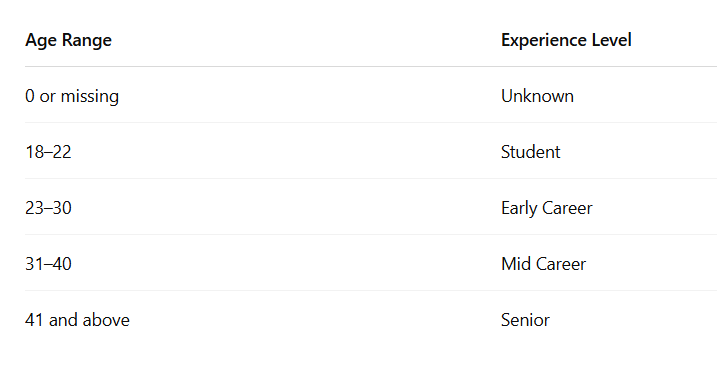 Age Range Experience Level
0 or missing Unknown
18–22 Student
23–30 Early Career
31–40 Mid Career
41 and above Senior